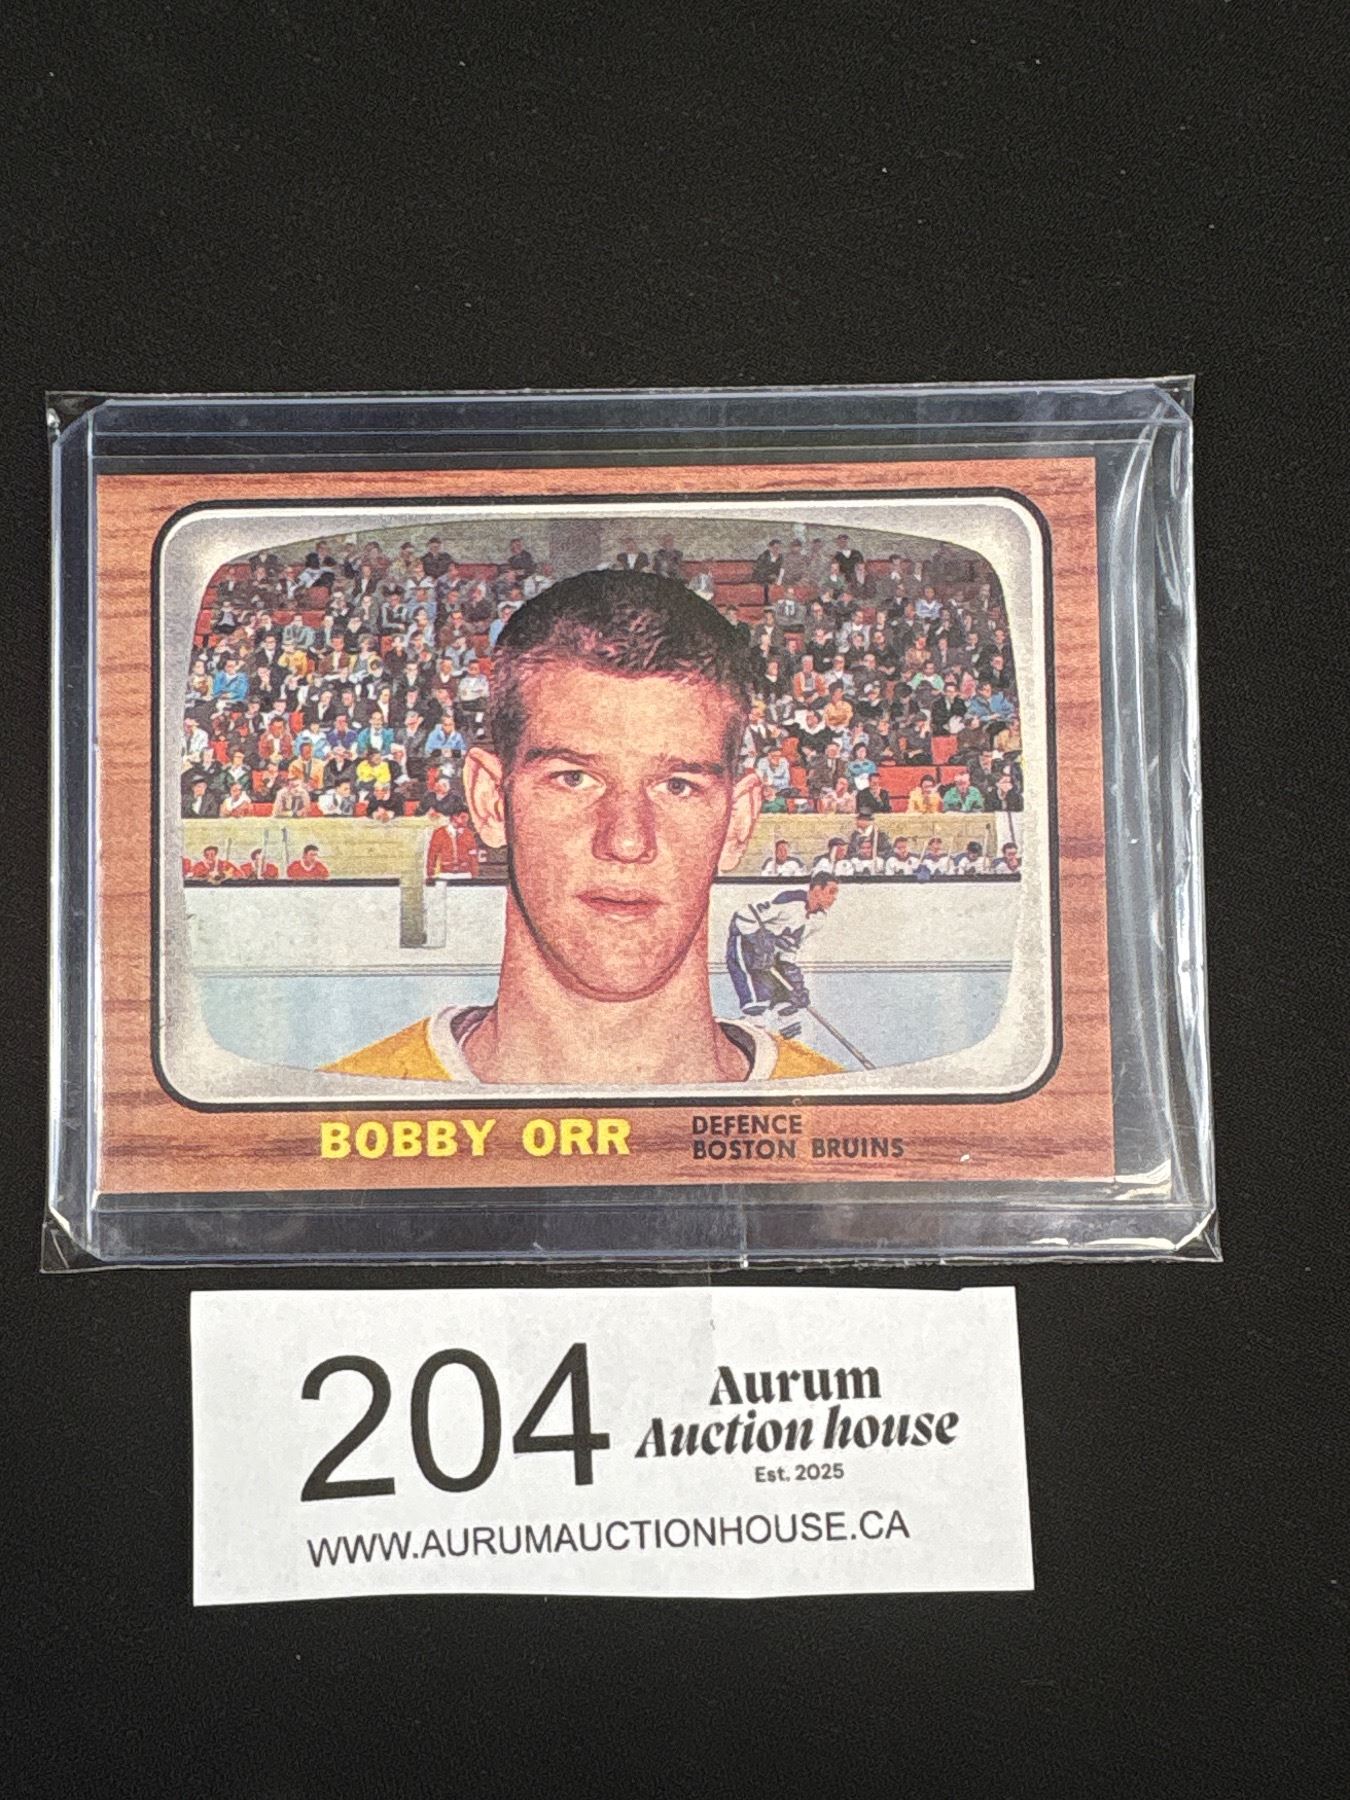 BOBBY ORR
DEFENCE
BOSTON BRUINS
204
Aurum
Auction house
Est. 2025
WWW.AURUMAUCTIONHOUSE.CA